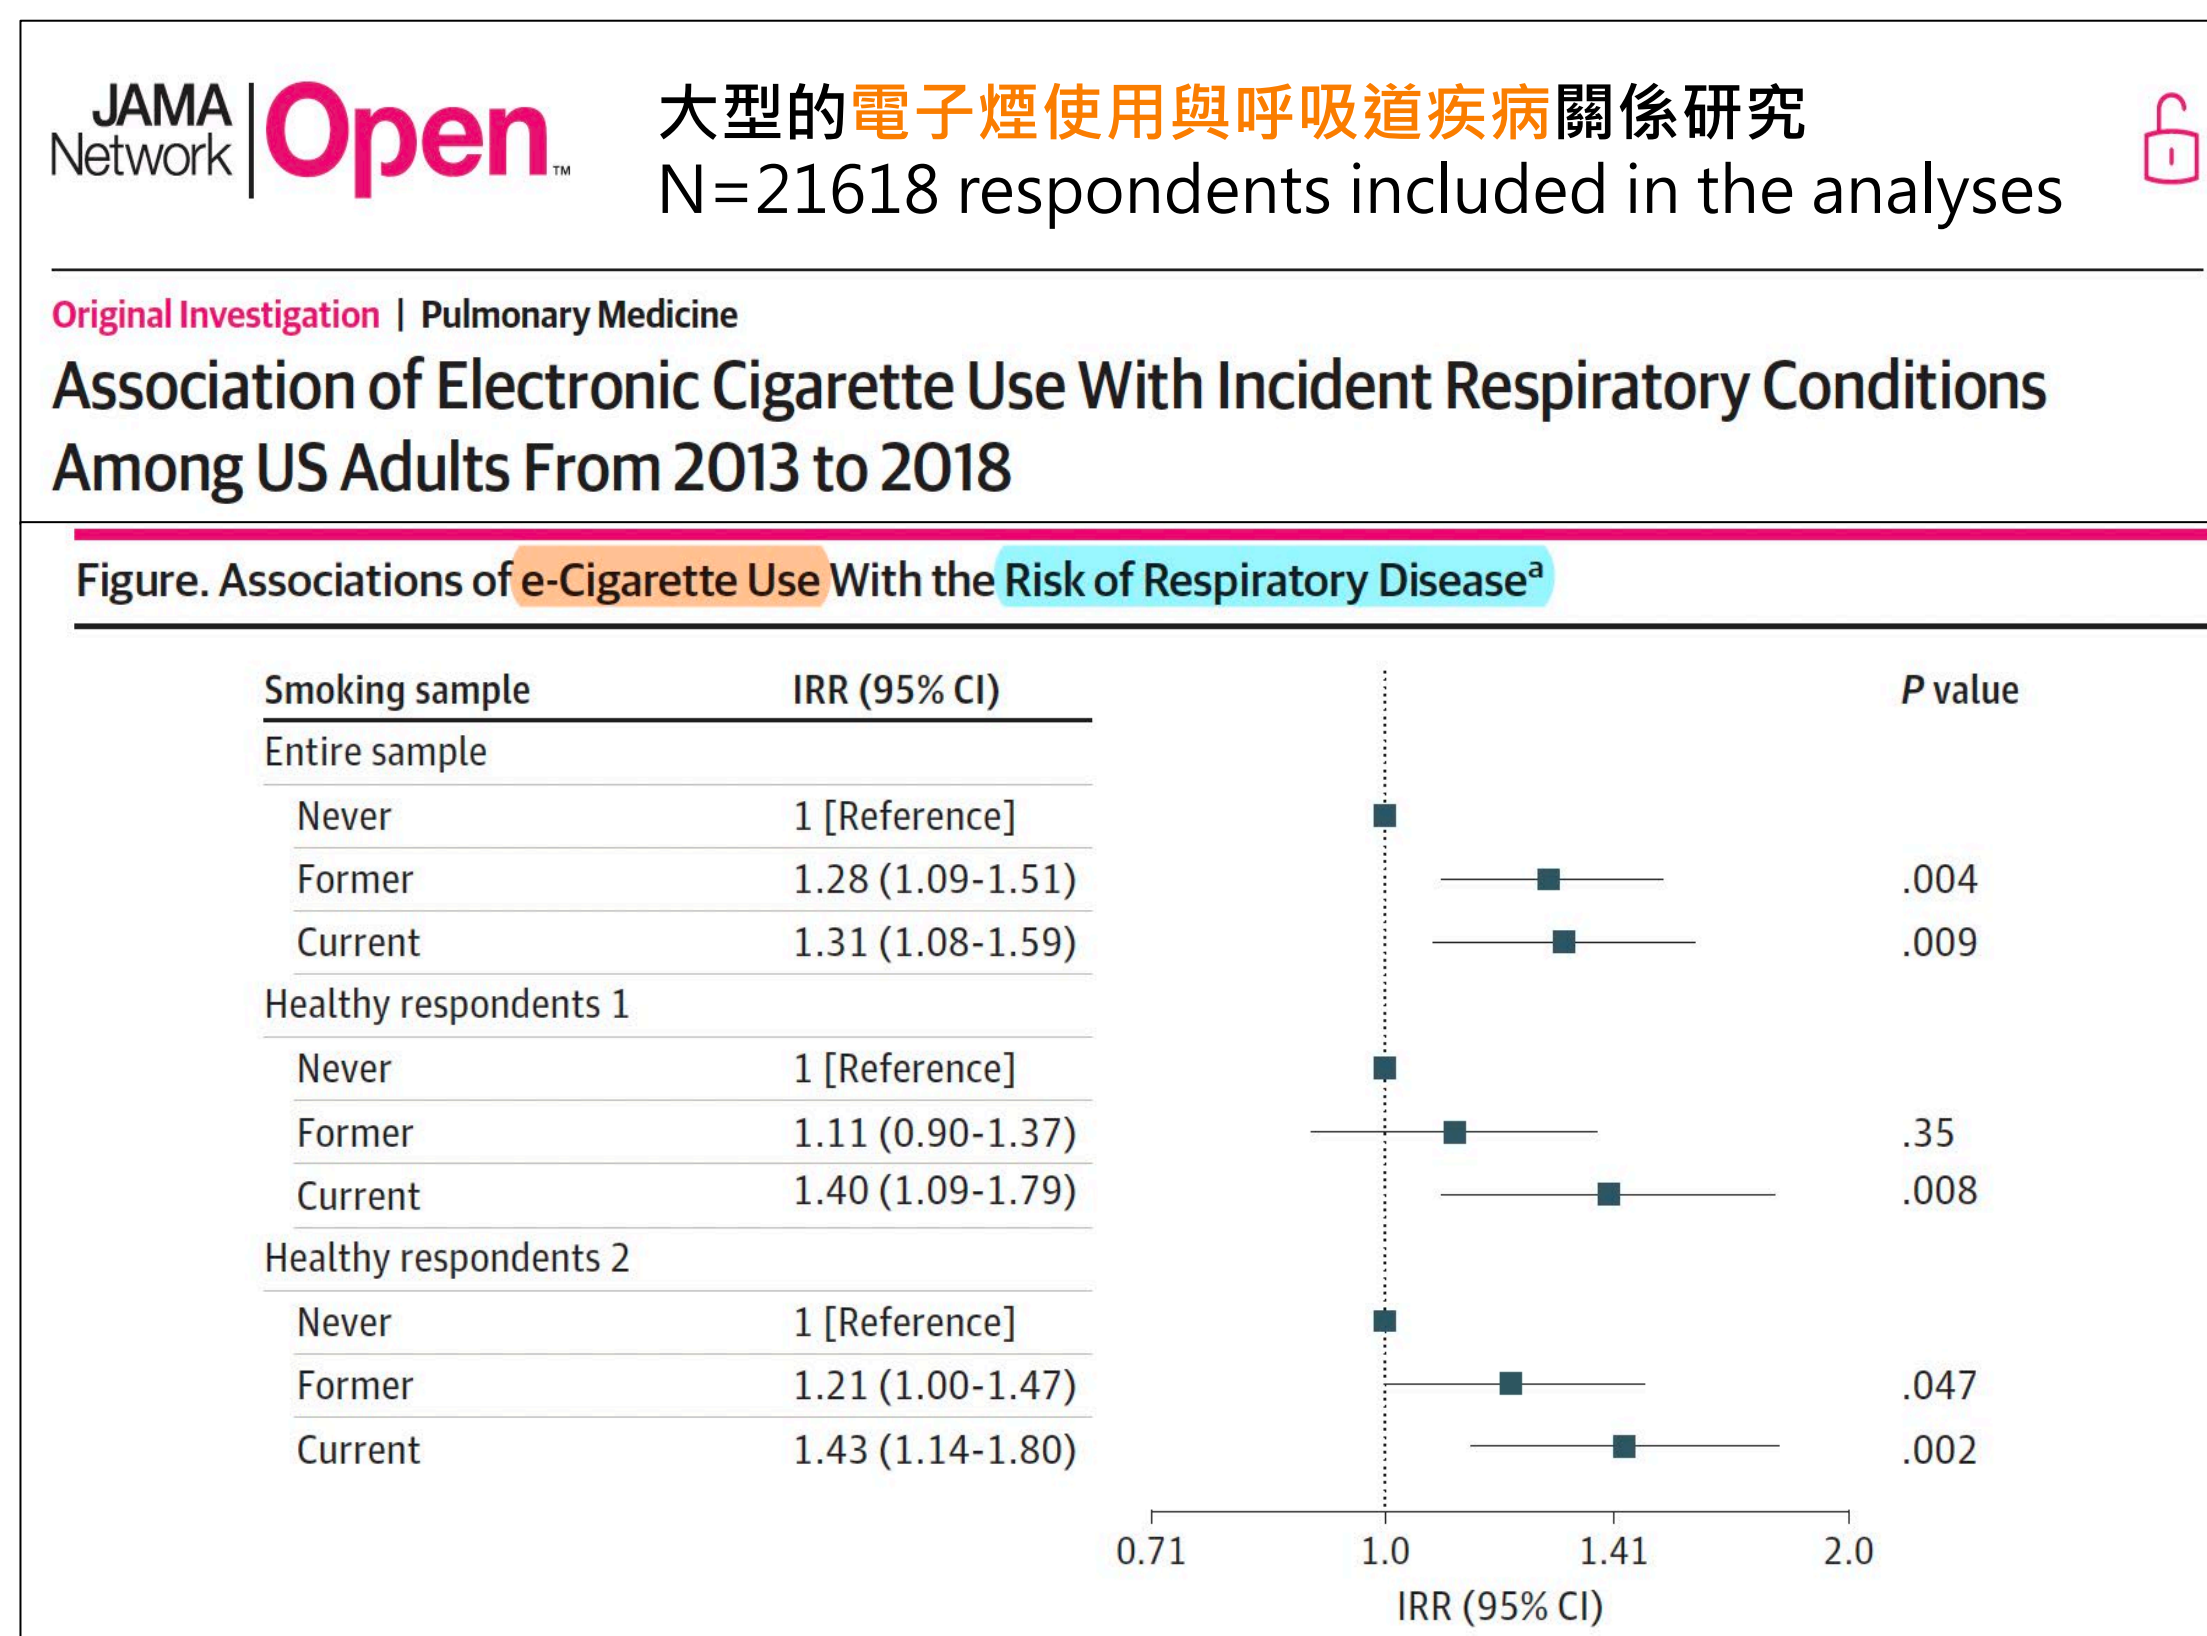 JAMA Network | Open™
大型的電子煙使用與呼吸道疾病關係研究
N=21618 respondents included in the analyses
Original Investigation | Pulmonary Medicine
Association of Electronic Cigarette Use With Incident Respiratory Conditions
Among US Adults From 2013 to 2018
Figure. Associations of e-Cigarette Use With the Risk of Respiratory Diseaseᵃ
Smoking sample IRR (95% CI) P value
Entire sample
Never 1 [Reference]
Former 1.28 (1.09-1.51) .004
Current 1.31 (1.08-1.59) .009
Healthy respondents 1
Never 1 [Reference]
Former 1.11 (0.90-1.37) .35
Current 1.40 (1.09-1.79) .008
Healthy respondents 2
Never 1 [Reference]
Former 1.21 (1.00-1.47) .047
Current 1.43 (1.14-1.80) .002
0.71 1.0 1.41 2.0
IRR (95% CI)